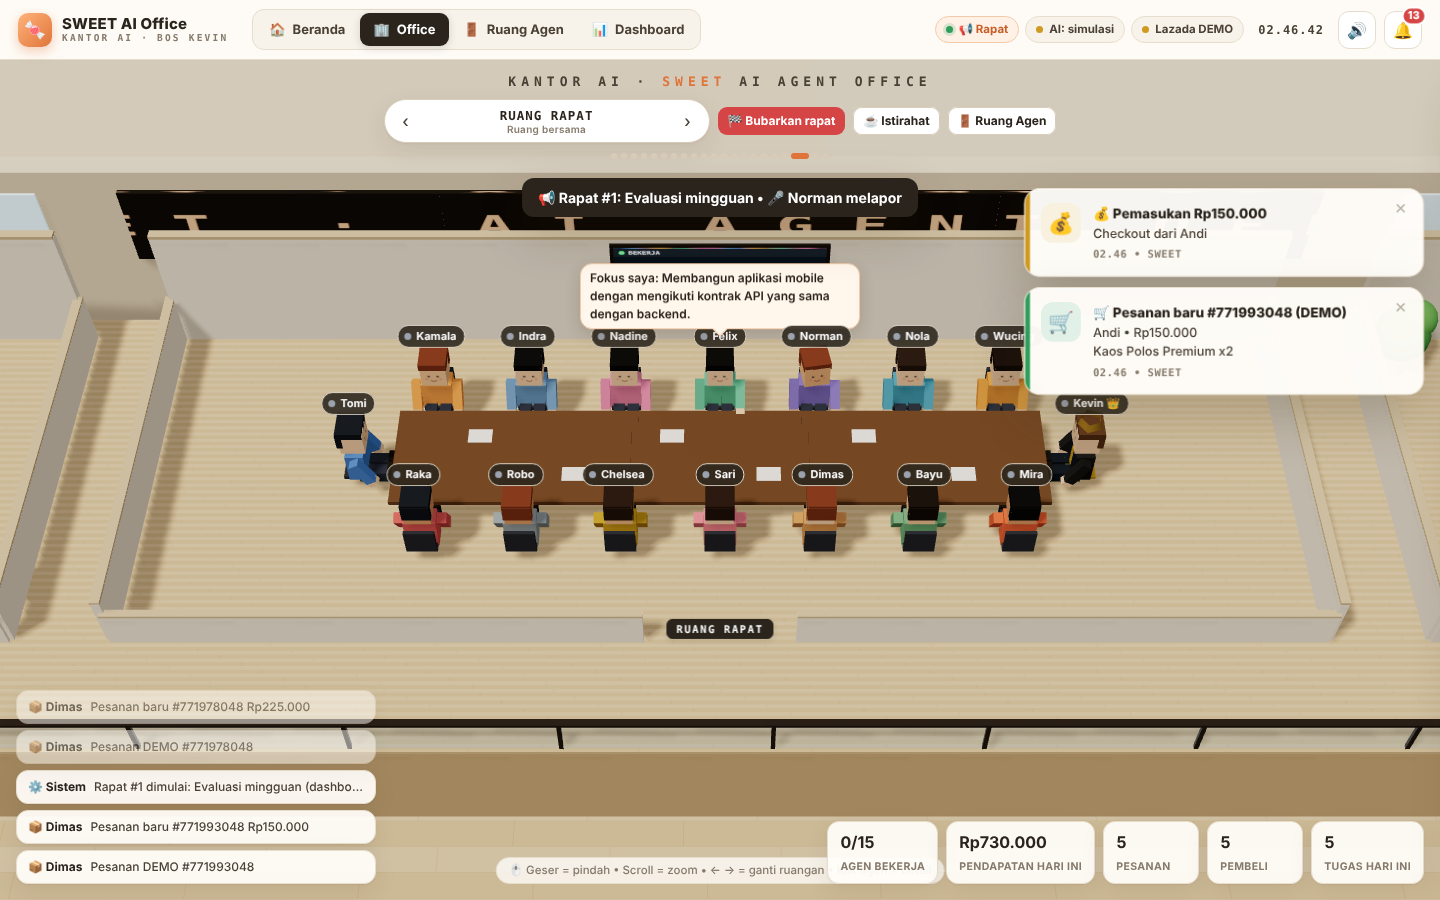 SWEET AI Office
KANTOR AI · BOS KEVIN
Beranda
Office
Ruang Agen
Dashboard
Rapat
AI: simulasi
Lazada DEMO
02.46.42
13
KANTOR AI · SWEET AI AGENT OFFICE
‹ RUANG RAPAT ›
Ruang bersama
Bubarkan rapat
Istirahat
Ruang Agen
Rapat #1: Evaluasi mingguan • Norman melapor
E T · A T A G E N T
BEKERJA
Pemasukan Rp150.000 ×
Checkout dari Andi
02.46 • SWEET
Pesanan baru #771993048 (DEMO) ×
Andi • Rp150.000
Kaos Polos Premium x2
02.46 • SWEET
Fokus saya: Membangun aplikasi mobile
dengan mengikuti kontrak API yang sama
dengan backend.
Kamala
Indra
Nadine
Felix
Norman
Nola
Tomi
Kevin
Raka
Robo
Chelsea
Sari
Dimas
Bayu
Mira
RUANG RAPAT
Dimas Pesanan baru #771978048 Rp225.000
Dimas Pesanan DEMO #771978048
Sistem Rapat #1 dimulai: Evaluasi mingguan (dashbo...
Dimas Pesanan baru #771993048 Rp150.000
Dimas Pesanan DEMO #771993048
Geser = pindah • Scroll = zoom • ← → = ganti ruangan
0/15
AGEN BEKERJA
Rp730.000
PENDAPATAN HARI INI
5
PESANAN
5
PEMBELI
5
TUGAS HARI INI